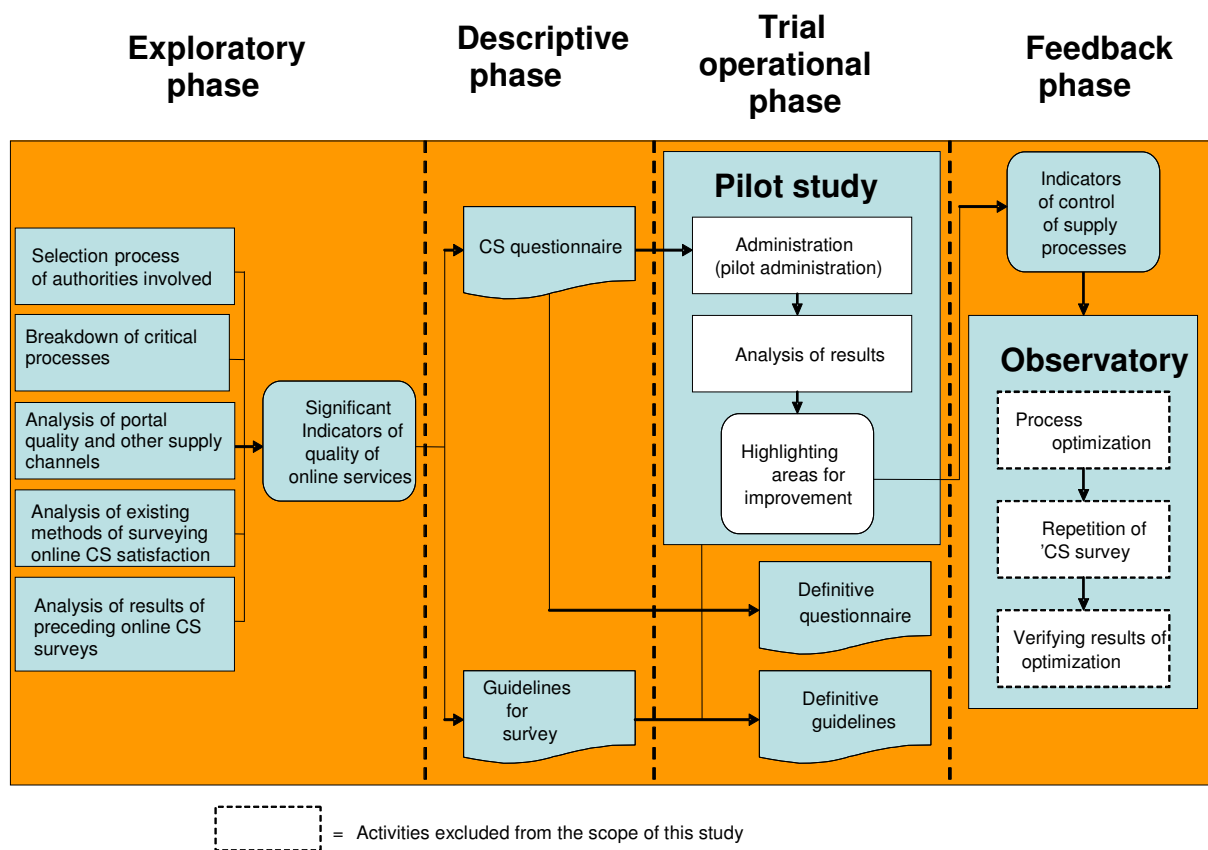 Exploratory
phase
Descriptive
phase
Trial
operational
phase
Feedback
phase
Selection process
of authorities involved
Breakdown of critical
processes
Analysis of portal
quality and other supply
channels
Analysis of existing
methods of surveying
online CS satisfaction
Analysis of results of
preceding online CS
surveys
Significant
Indicators of
quality of
online services
CS questionnaire
Guidelines
for
sur'vey
Pilot study
Administration
(pilot administration)
Analysis of results
Highlighting
areas for
improvement
Definitive
questionnaire
Definitive
guidelines
Indicators
of control
of supply
processes
Observatory
Process
optimization
Repetition of
'CS survey
Verifying results of
optimization
= Activities excluded from the scope of this study